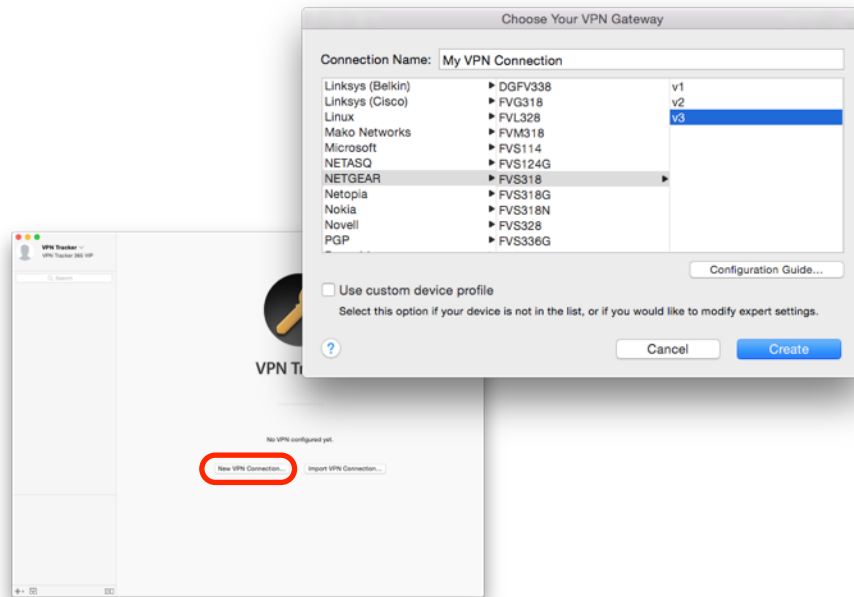 Choose Your VPN Gateway
Connection Name: My VPN Connection
Linksys (Belkin) DGFV338 v1
Linksys (Cisco) FVG318 v2
Linux FVL328 v3
Mako Networks FVM318
Microsoft FVS114
NETASQ FVS124G
NETGEAR FVS318
Netopia FVS318G
Nokia FVS318N
Novell FVS328
PGP FVS336G
Configuration Guide...
Use custom device profile
Select this option if your device is not in the list, or if you would like to modify expert settings.
?
Cancel Create
VPN Tracker
VPN Tracker 365 VIP
Search
VPN Tr
No VPN configured yet.
New VPN Connection... Import VPN Connection...